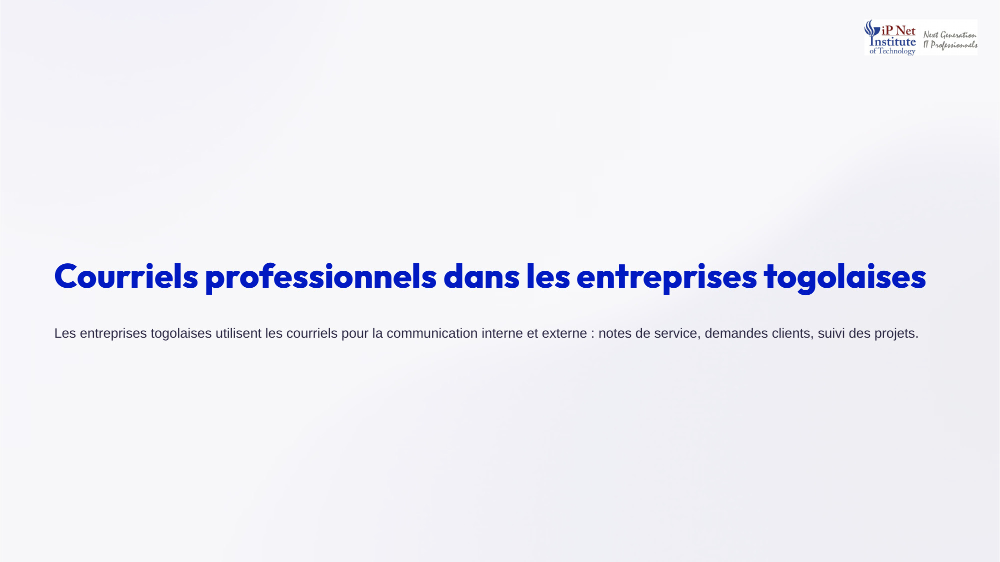 iP Net
Institute
of Technology
Next Generation
IT Professionnels
Courriels professionnels dans les entreprises togolaises
Les entreprises togolaises utilisent les courriels pour la communication interne et externe : notes de service, demandes clients, suivi des projets.